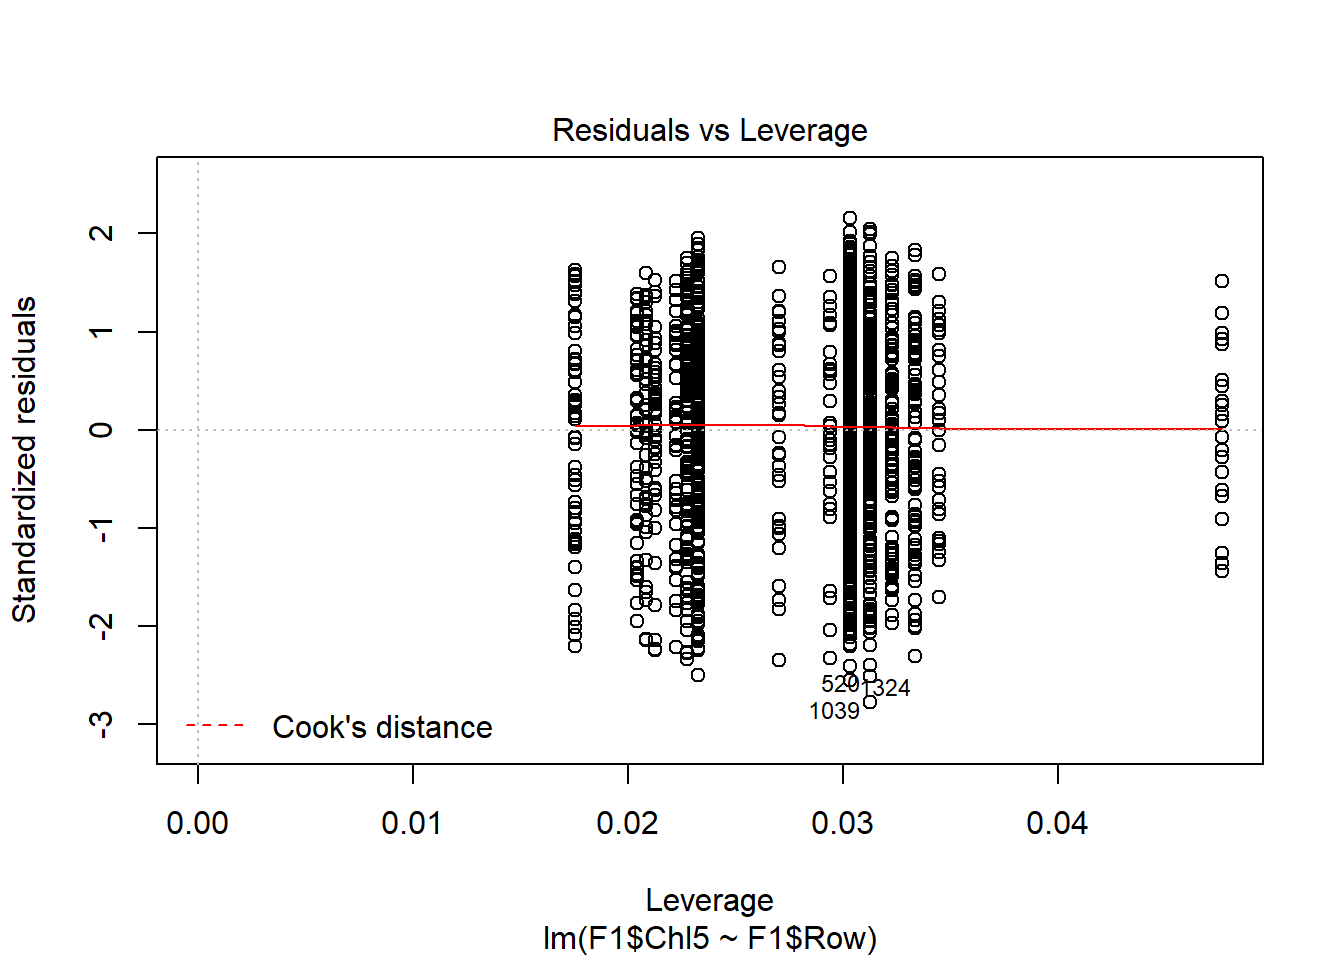 Residuals vs Leverage
Standardized residuals
2
1
0
-1
-2
-3
520
1324
1039
Cook's distance
0.00 0.01 0.02 0.03 0.04
Leverage
lm(F1$Chl5 ~ F1$Row)